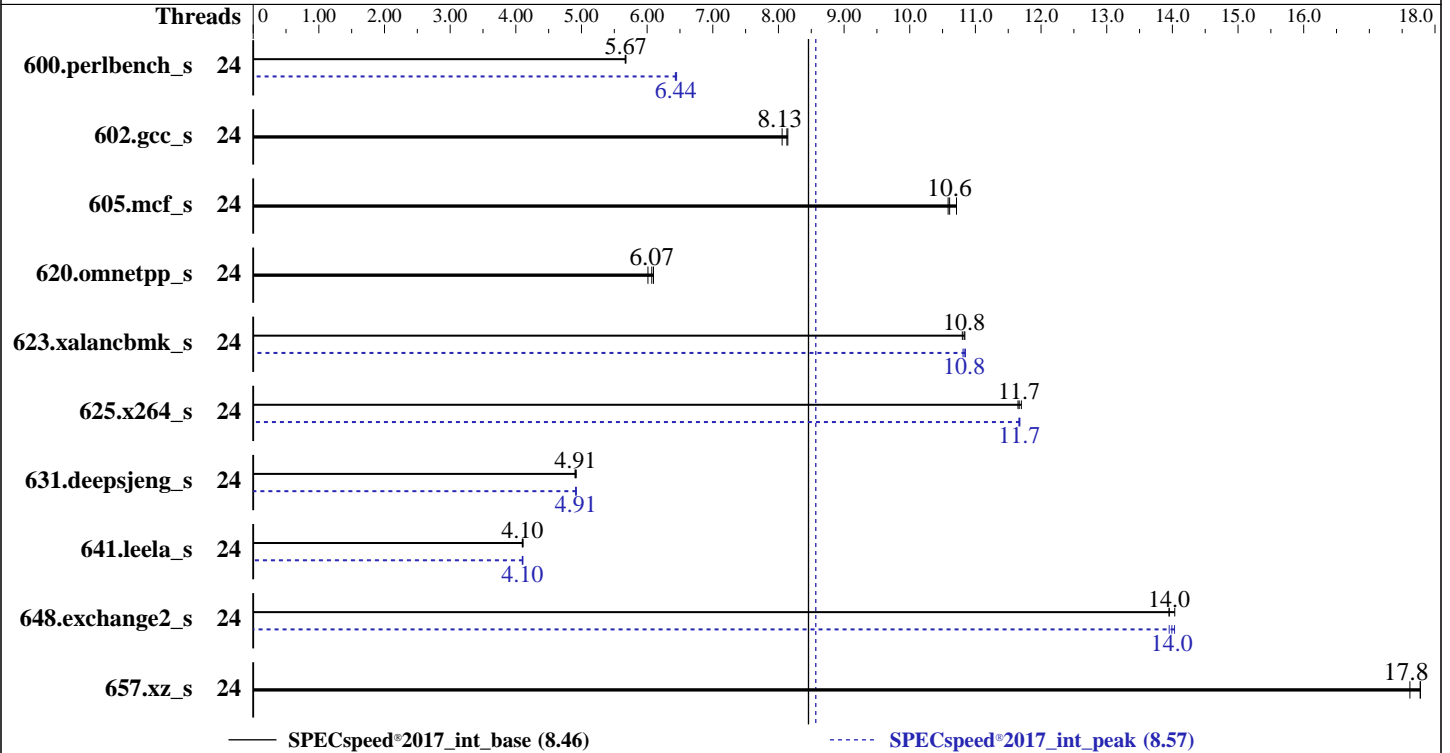 Threads 0 1.00 2.00 3.00 4.00 5.00 6.00 7.00 8.00 9.00 10.0 11.0 12.0 13.0 14.0 15.0 16.0 18.0
5.67
600.perlbench_s 24
6.44
8.13
602.gcc_s 24
10.6
605.mcf_s 24
6.07
620.omnetpp_s 24
10.8
623.xalancbmk_s 24
10.8
11.7
625.x264_s 24
11.7
4.91
631.deepsjeng_s 24
4.91
4.10
641.leela_s 24
4.10
14.0
648.exchange2_s 24
14.0
17.8
657.xz_s 24
SPECspeed®2017_int_base (8.46) SPECspeed®2017_int_peak (8.57)